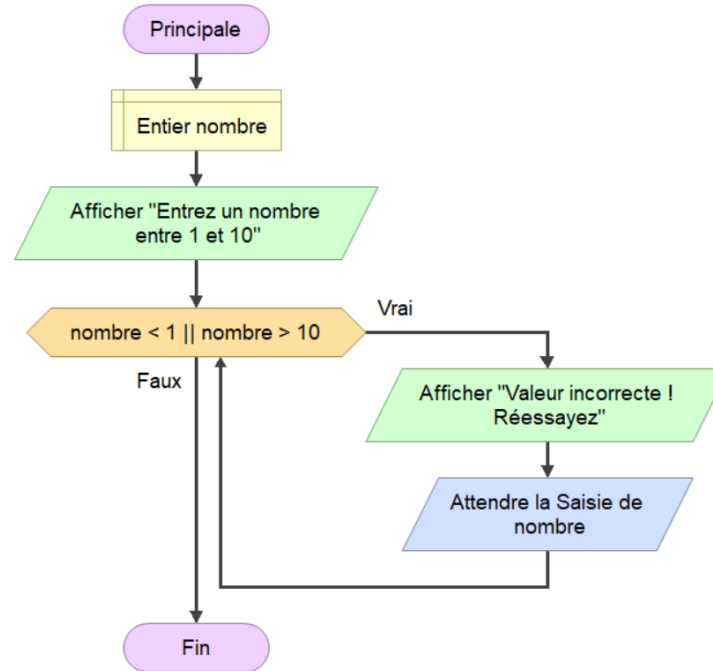 Principale
Entier nombre
Afficher "Entrez un nombre
entre 1 et 10"
nombre < 1 || nombre > 10
Vrai
Faux
Afficher "Valeur incorrecte !
Réessayez"
Attendre la Saisie de
nombre
Fin